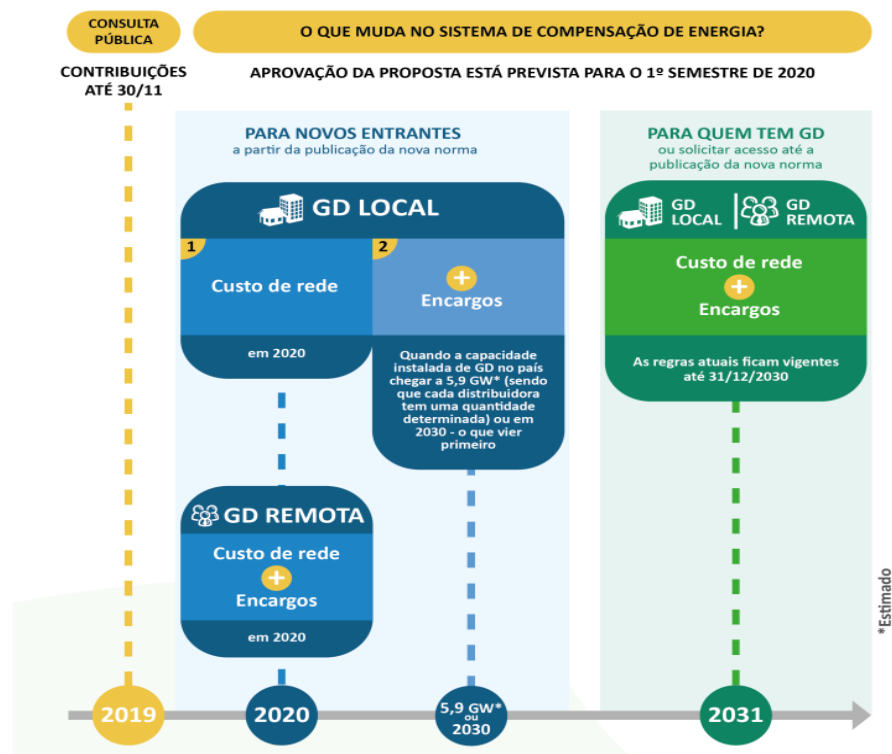 CONSULTA
PÚBLICA
O QUE MUDA NO SISTEMA DE COMPENSAÇÃO DE ENERGIA?
CONTRIBUIÇÕES
ATÉ 30/11
APROVAÇÃO DA PROPOSTA ESTÁ PREVISTA PARA O 1º SEMESTRE DE 2020
PARA NOVOS ENTRANTES
a partir da publicação da nova norma
GD LOCAL
1
Custo de rede
em 2020
2
+
Encargos
Quando a capacidade
instalada de GD no país
chegar a 5,9 GW* (sendo
que cada distribuidora
tem uma quantidade
determinada) ou em
2030 - o que vier
primeiro
GD REMOTA
Custo de rede
+
Encargos
em 2020
PARA QUEM TEM GD
ou solicitar acesso até a
publicação da nova norma
GD
LOCAL
GD
REMOTA
Custo de rede
+
Encargos
As regras atuais ficam vigentes
até 31/12/2030
*Estimado
2019
2020
5,9 GW*
ou
2030
2031